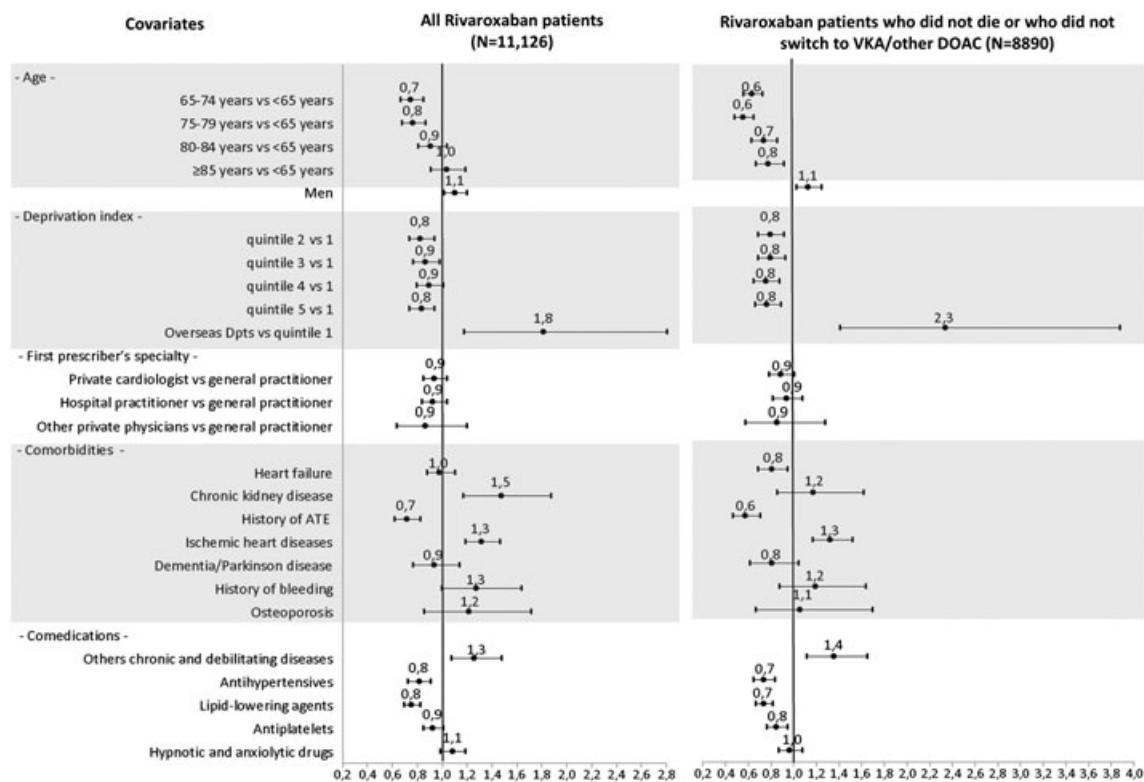 Covariates
All Rivaroxaban patients
(N=11,126)
Rivaroxaban patients who did not die or who did not
switch to VKA/other DOAC (N=8890)
- Age -
65-74 years vs <65 years 0,7 0,6
75-79 years vs <65 years 0,8 0,6
80-84 years vs <65 years 0,9 0,7
≥85 years vs <65 years 1,0 0,8
Men 1,1 1,1
- Deprivation index -
quintile 2 vs 1 0,8 0,8
quintile 3 vs 1 0,9 0,8
quintile 4 vs 1 0,9 0,8
quintile 5 vs 1 0,8 0,8
Overseas Dpts vs quintile 1 1,8 2,3
- First prescriber's specialty -
Private cardiologist vs general practitioner 0,9 0,9
Hospital practitioner vs general practitioner 0,9 0,9
Other private physicians vs general practitioner 0,9 0,9
- Comorbidities -
Heart failure 1,0 0,8
Chronic kidney disease 1,5 1,2
History of ATE 0,7 0,6
Ischemic heart diseases 1,3 1,3
Dementia/Parkinson disease 0,9 0,8
History of bleeding 1,3 1,2
Osteoporosis 1,2 1,1
- Comedications -
Others chronic and debilitating diseases 1,3 1,4
Antihypertensives 0,8 0,7
Lipid-lowering agents 0,8 0,7
Antiplatelets 0,9 0,8
Hypnotic and anxiolytic drugs 1,1 1,0
0,2 0,4 0,6 0,8 1,0 1,2 1,4 1,6 1,8 2,0 2,2 2,4 2,6 2,8
0,2 0,4 0,6 0,8 1,0 1,2 1,4 1,6 1,8 2,0 2,2 2,4 2,6 2,8 3,0 3,2 3,4 3,6 3,8